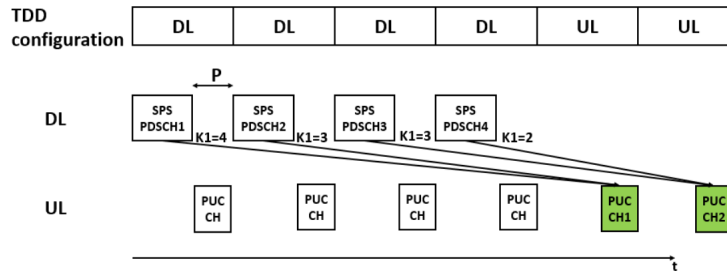 TDD
configuration
DL DL DL DL UL UL
P
DL
SPS
PDSCH1
K1=4
SPS
PDSCH2
K1=3
SPS
PDSCH3
K1=3
SPS
PDSCH4
K1=2
UL
PUC
CH
PUC
CH
PUC
CH
PUC
CH
PUC
CH1
PUC
CH2
t